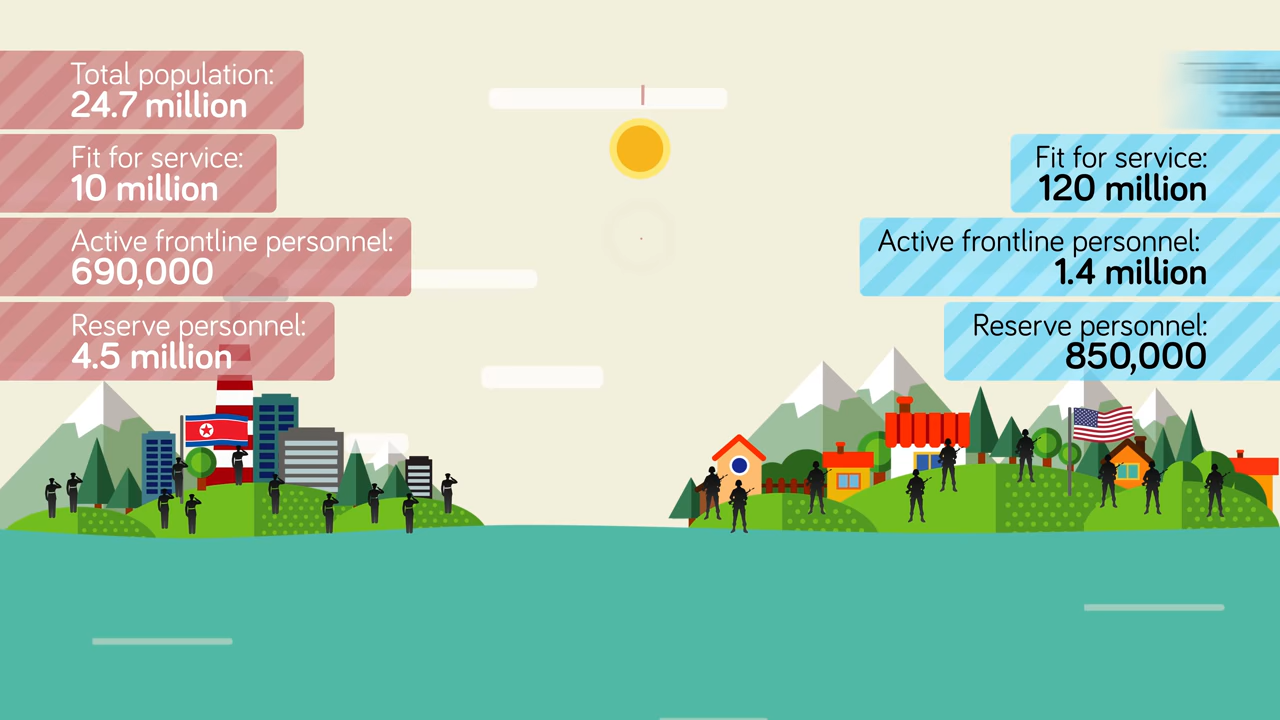 Total population:
24.7 million
Fit for service:
10 million
Active frontline personnel:
690,000
Reserve personnel:
4.5 million
Fit for service:
120 million
Active frontline personnel:
1.4 million
Reserve personnel:
850,000